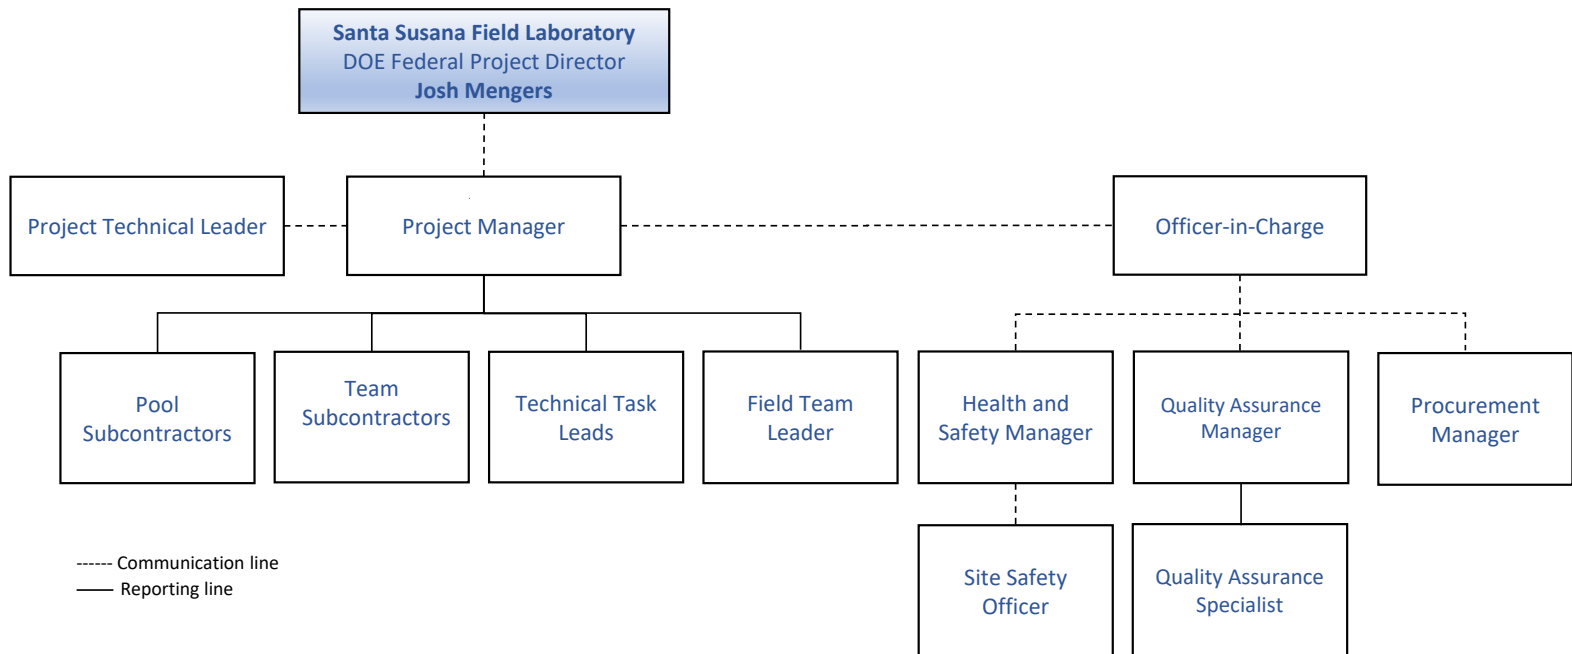 Santa Susana Field Laboratory
DOE Federal Project Director
Josh Mengers
Project Technical Leader
Project Manager
Officer-in-Charge
Pool
Subcontractors
Team
Subcontractors
Technical Task
Leads
Field Team
Leader
Health and
Safety Manager
Quality Assurance
Manager
Procurement
Manager
Site Safety
Officer
Quality Assurance
Specialist
------ Communication line
—— Reporting line